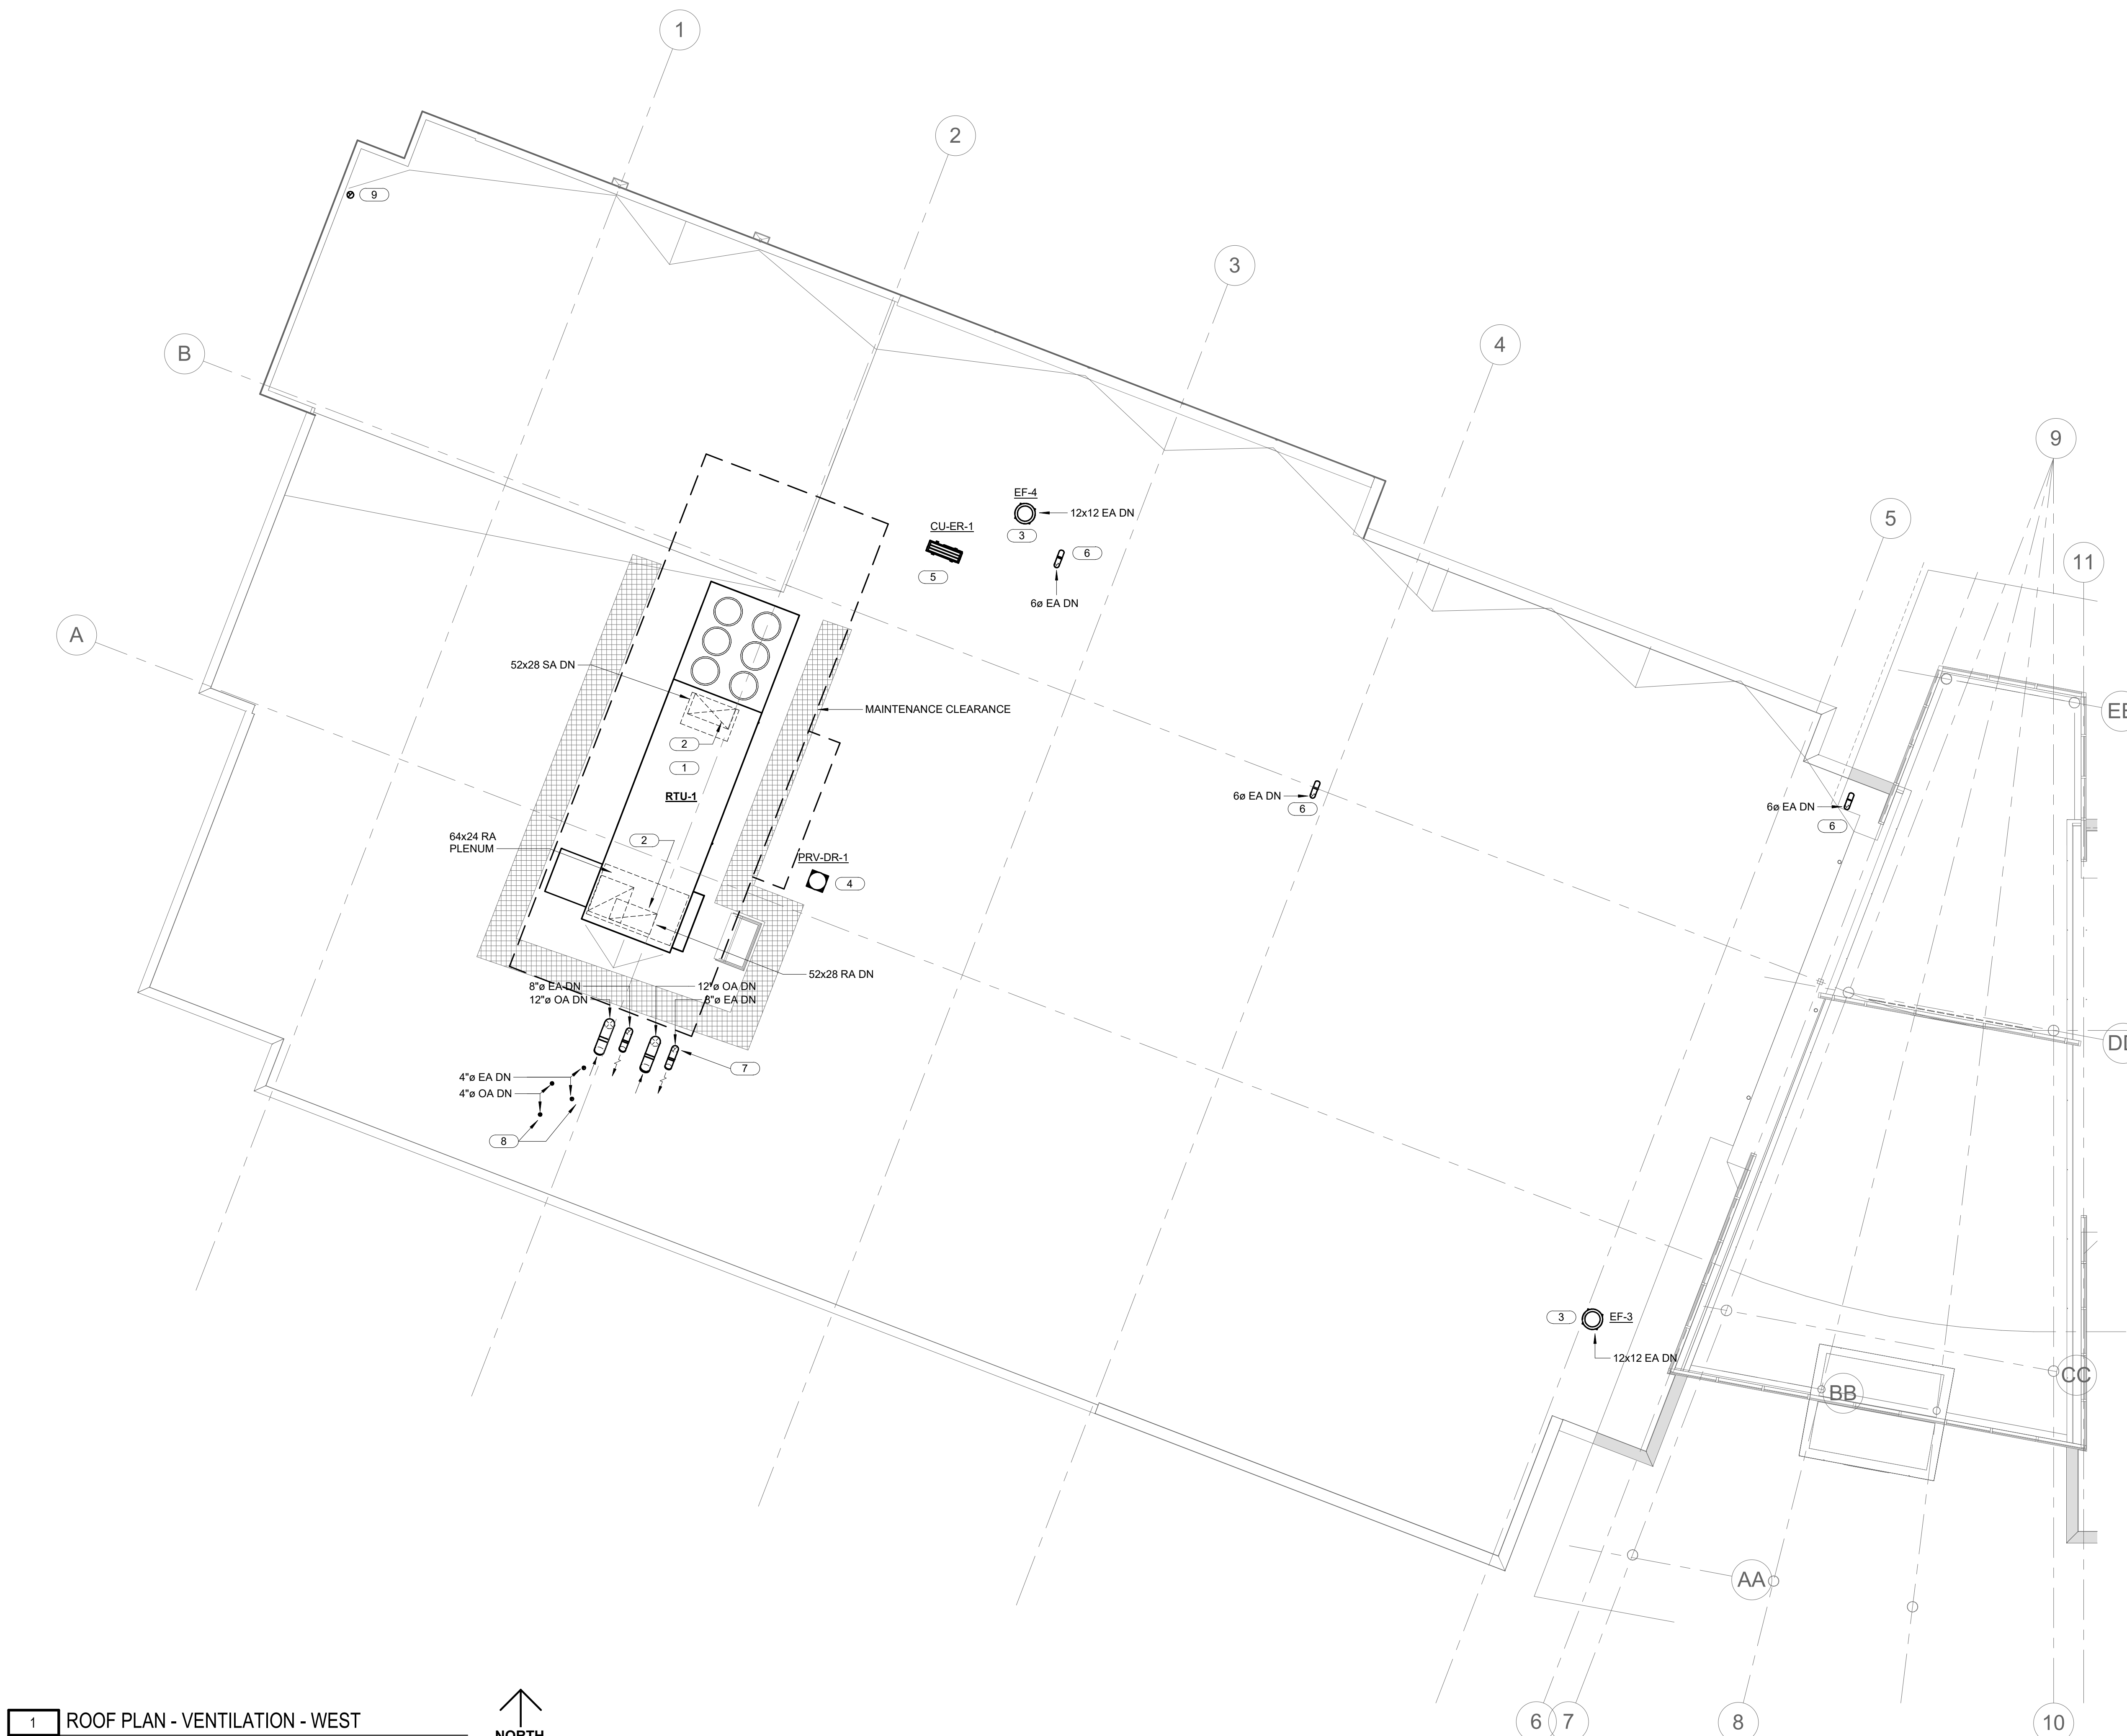 1
2
9
3
B
4
9
EF-4
12x12 EA DN
5
CU-ER-1
3
6
11
5
6ø EA DN
A
52x28 SA DN
MAINTENANCE CLEARANCE
2
1
RTU-1
6ø EA DN
6
6ø EA DN
6
64x24 RA
PLENUM
2
PRV-DR-1
4
52x28 RA DN
8"ø EA DN
12"ø OA DN
12"ø OA DN
8"ø EA DN
7
4"ø EA DN
4"ø OA DN
8
3
EF-3
12x12 EA DN
CC
BB
AA
1
ROOF PLAN - VENTILATION - WEST
NORTH
6
7
8
10